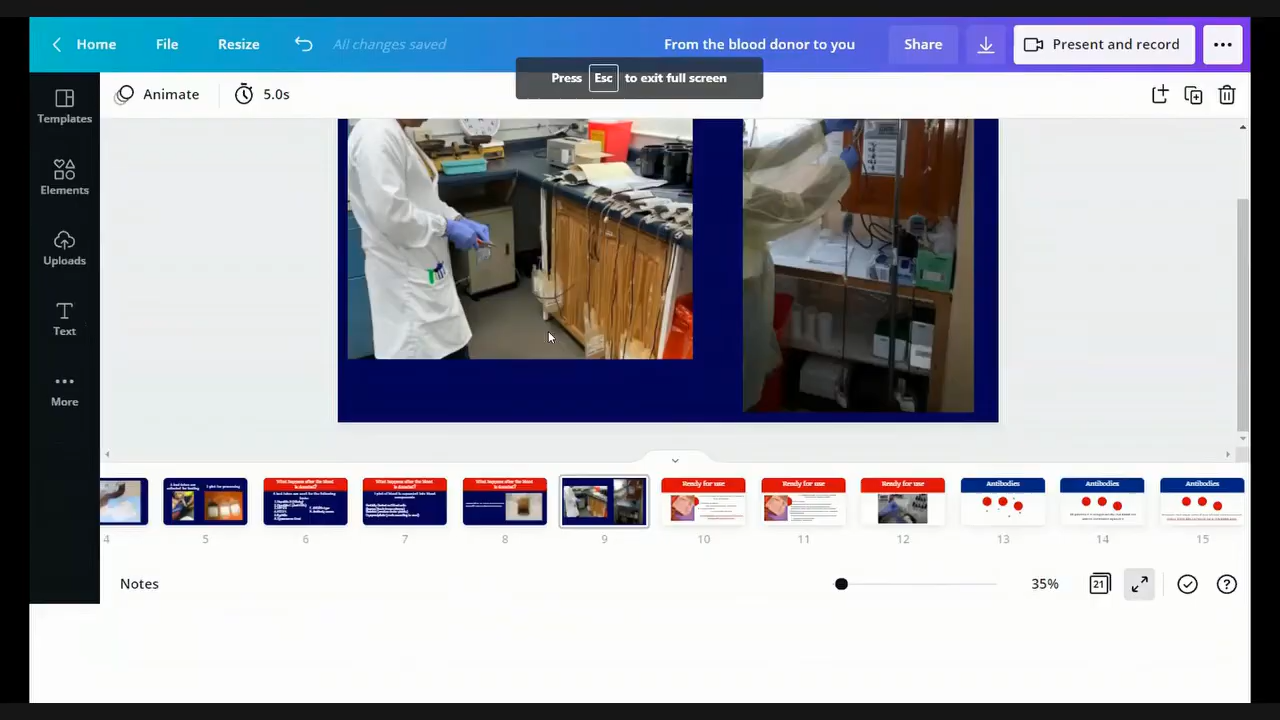 Home File Resize All changes saved From the blood donor to you Share Present and record
Press Esc to exit full screen
Animate 5.0s
Templates
Elements
Uploads
Text
More
What happens after the blood is donated?
What happens after the blood is donated?
What happens after the blood is donated?
Ready for use
Ready for use
Ready for use
Antibodies
Antibodies
Antibodies
4 5 6 7 8 9 10 11 12 13 14 15
Notes 35% 21